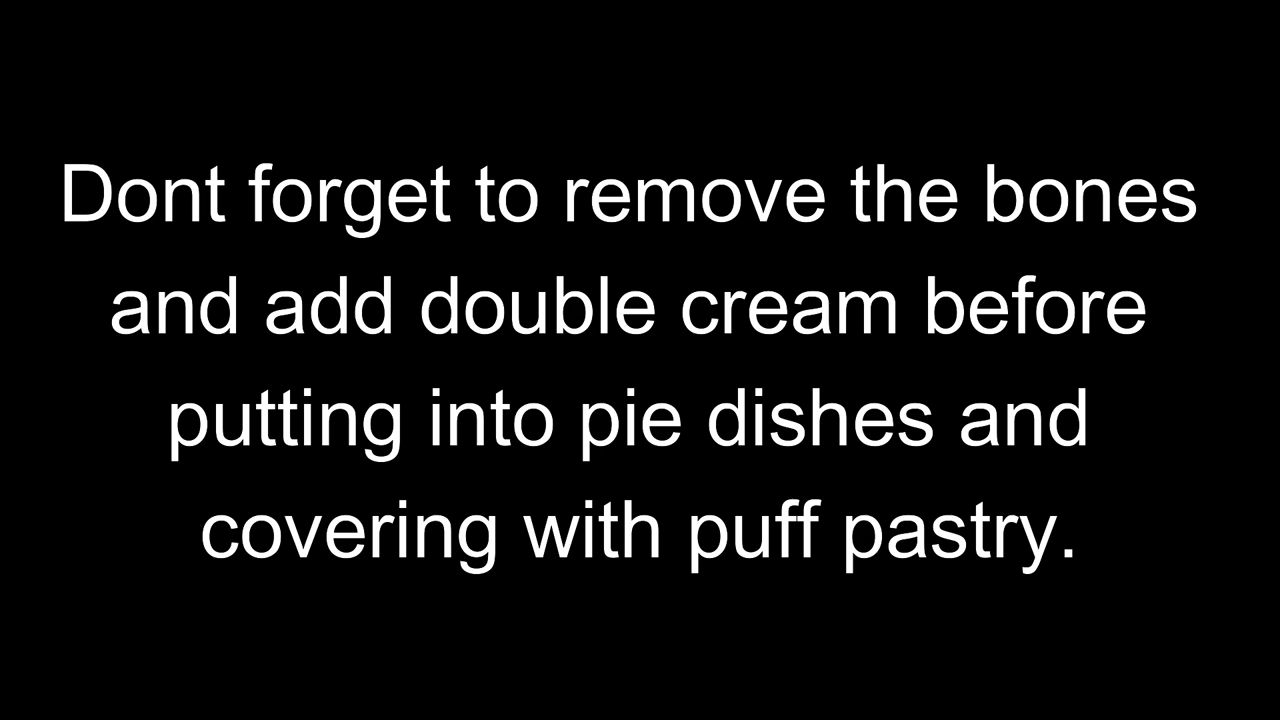 Dont forget to remove the bones
and add double cream before
putting into pie dishes and
covering with puff pastry.